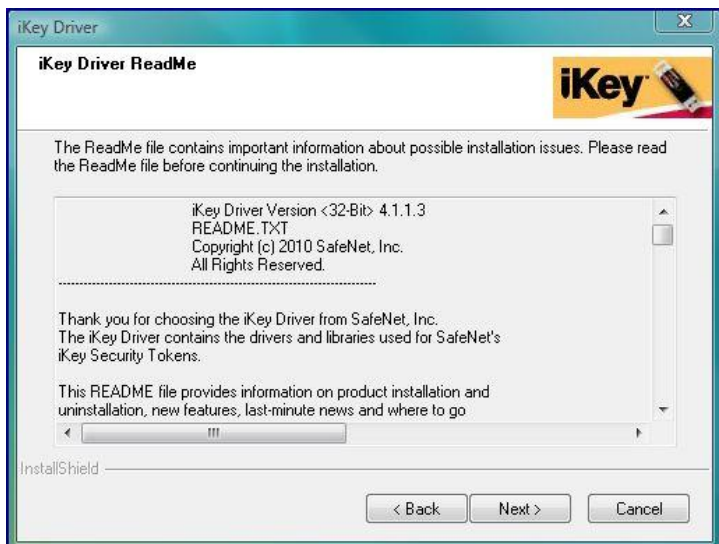 iKey Driver
iKey Driver ReadMe
iKey
The ReadMe file contains important information about possible installation issues. Please read
the ReadMe file before continuing the installation.
iKey Driver Version <32-Bit> 4.1.1.3
README.TXT
Copyright (c) 2010 SafeNet, Inc.
All Rights Reserved.
--------------------------------------------------------------------------------
Thank you for choosing the iKey Driver from SafeNet, Inc.
The iKey Driver contains the drivers and libraries used for SafeNet's
iKey Security Tokens.
This README file provides information on product installation and
uninstallation, new features, last-minute news and where to go
InstallShield
< Back Next > Cancel